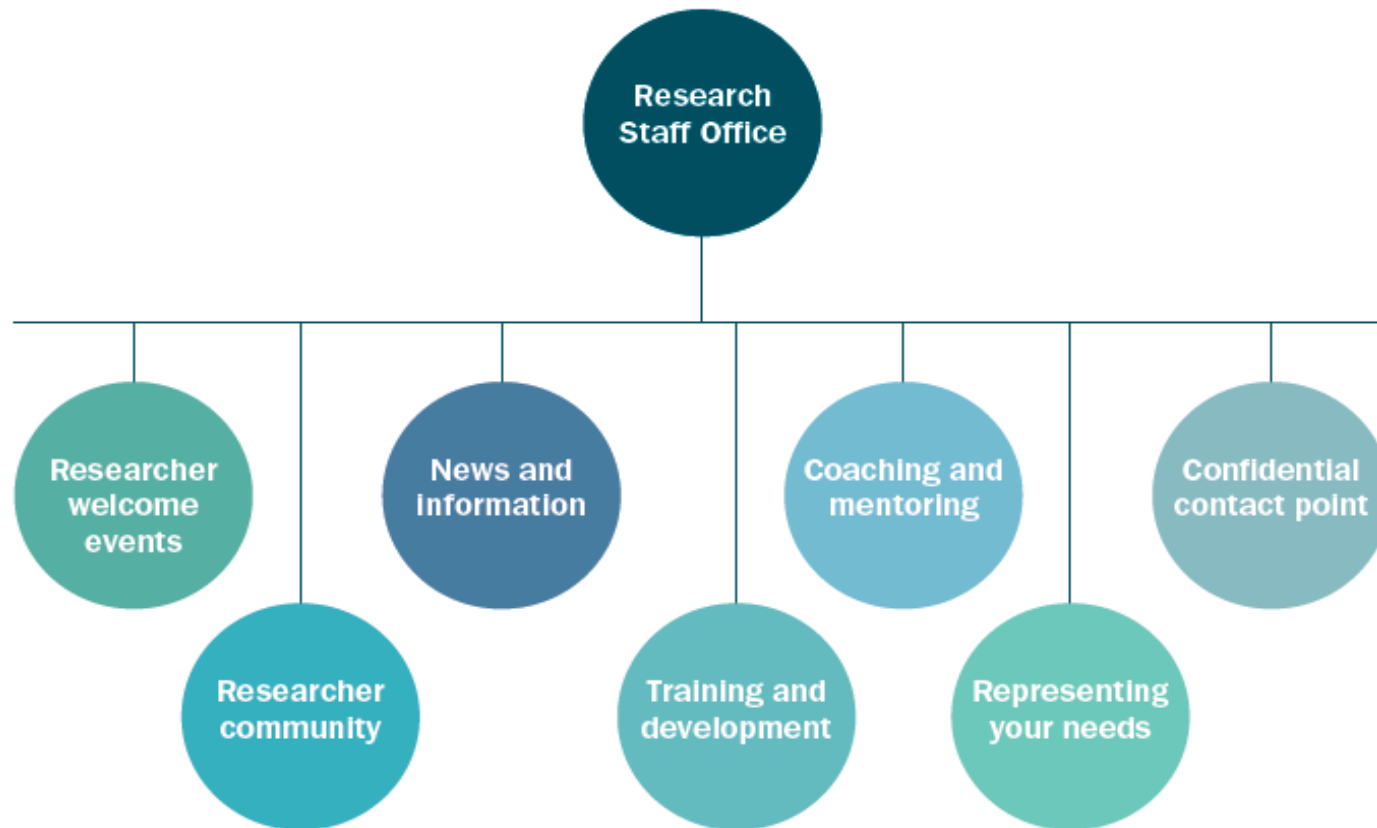 Research
Staff Office
Researcher
welcome
events
News and
information
Coaching and
mentoring
Confidential
contact point
Researcher
community
Training and
development
Representing
your needs